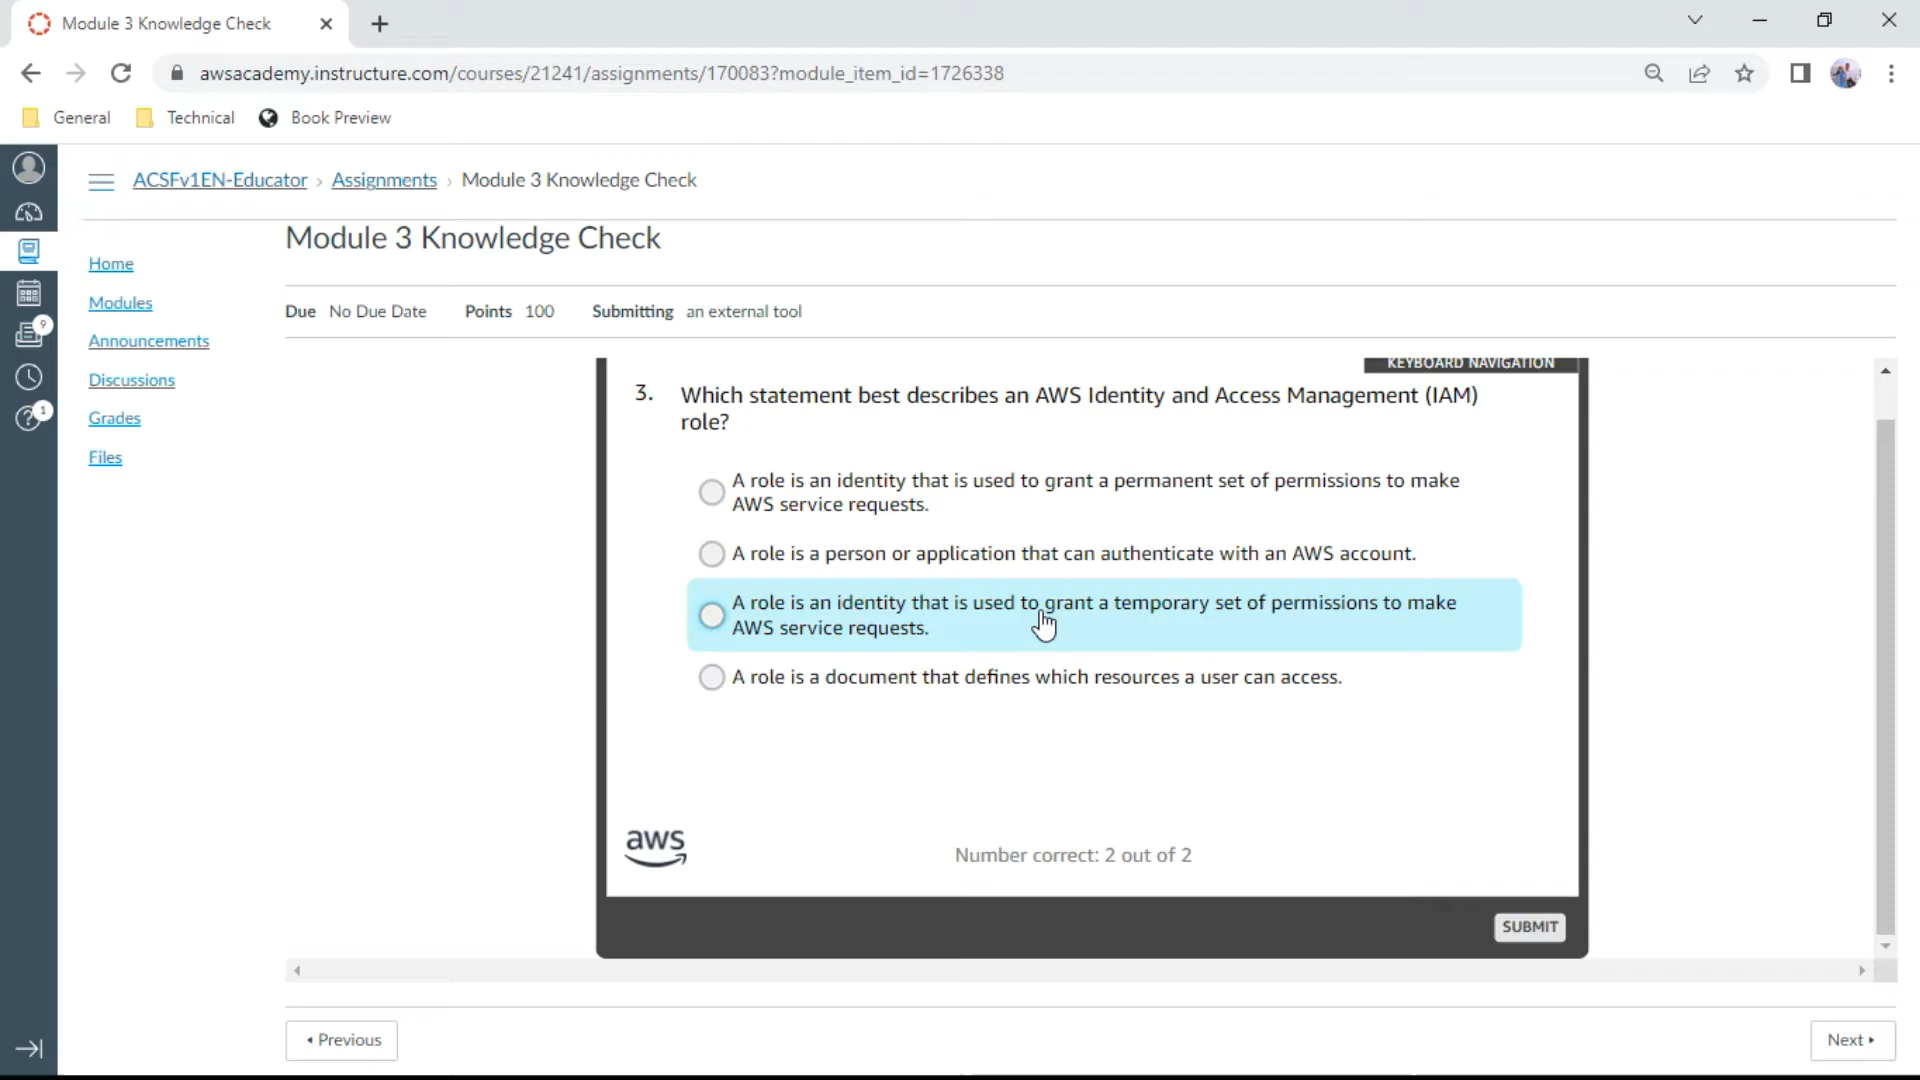 Module 3 Knowledge Check
awsacademy.instructure.com/courses/21241/assignments/170083?module_item_id=1726338
General Technical Book Preview
ACSFv1EN-Educator › Assignments › Module 3 Knowledge Check
Module 3 Knowledge Check
Home
Modules
Announcements
Discussions
Grades
Files
9
1
Due No Due Date Points 100 Submitting an external tool
KEYBOARD NAVIGATION
3. Which statement best describes an AWS Identity and Access Management (IAM)
role?
A role is an identity that is used to grant a permanent set of permissions to make
AWS service requests.
A role is a person or application that can authenticate with an AWS account.
A role is an identity that is used to grant a temporary set of permissions to make
AWS service requests.
A role is a document that defines which resources a user can access.
aws
Number correct: 2 out of 2
SUBMIT
Previous
Next